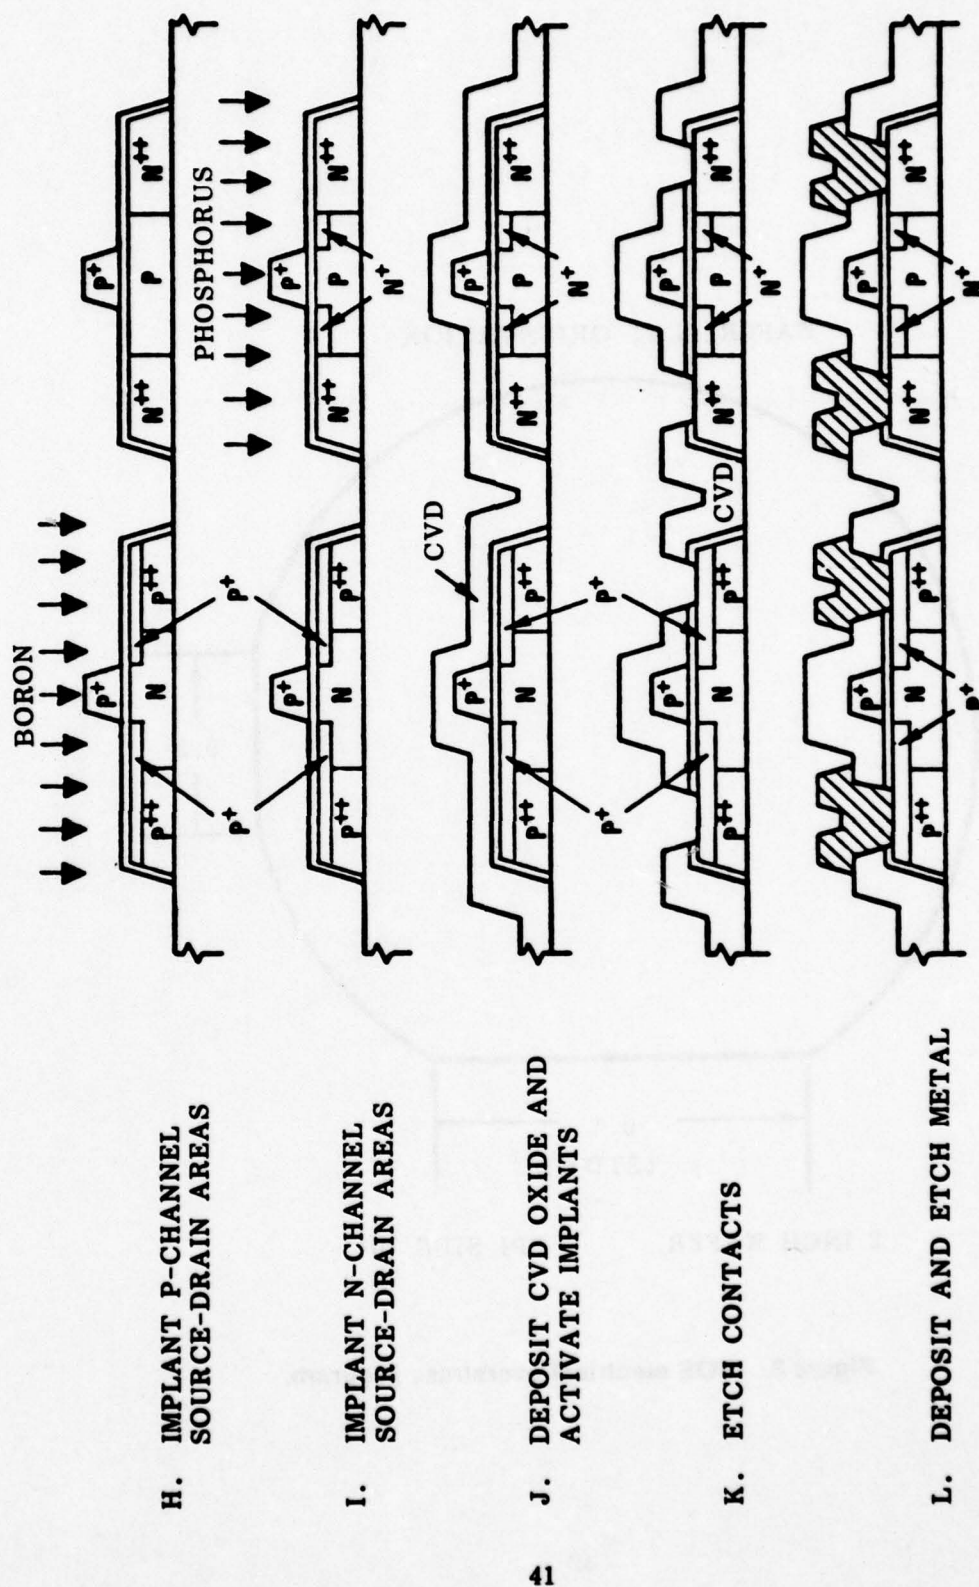 BORON
P+
P++
N
P++
P+
P+
P+
N++
P
N++
H. IMPLANT P-CHANNEL
SOURCE-DRAIN AREAS
PHOSPHORUS
P+
P++
N
P++
P+
N++
P
N++
N+
I. IMPLANT N-CHANNEL
SOURCE-DRAIN AREAS
CVD
P+
P++
N
P++
P+
P+
P+
N++
P
N++
N+
J. DEPOSIT CVD OXIDE AND
ACTIVATE IMPLANTS
P+
P++
N
P++
CVD
P+
N++
P
N++
N+
K. ETCH CONTACTS
P+
P++
N
P++
P+
P+
N++
P
N++
N+
L. DEPOSIT AND ETCH METAL
41